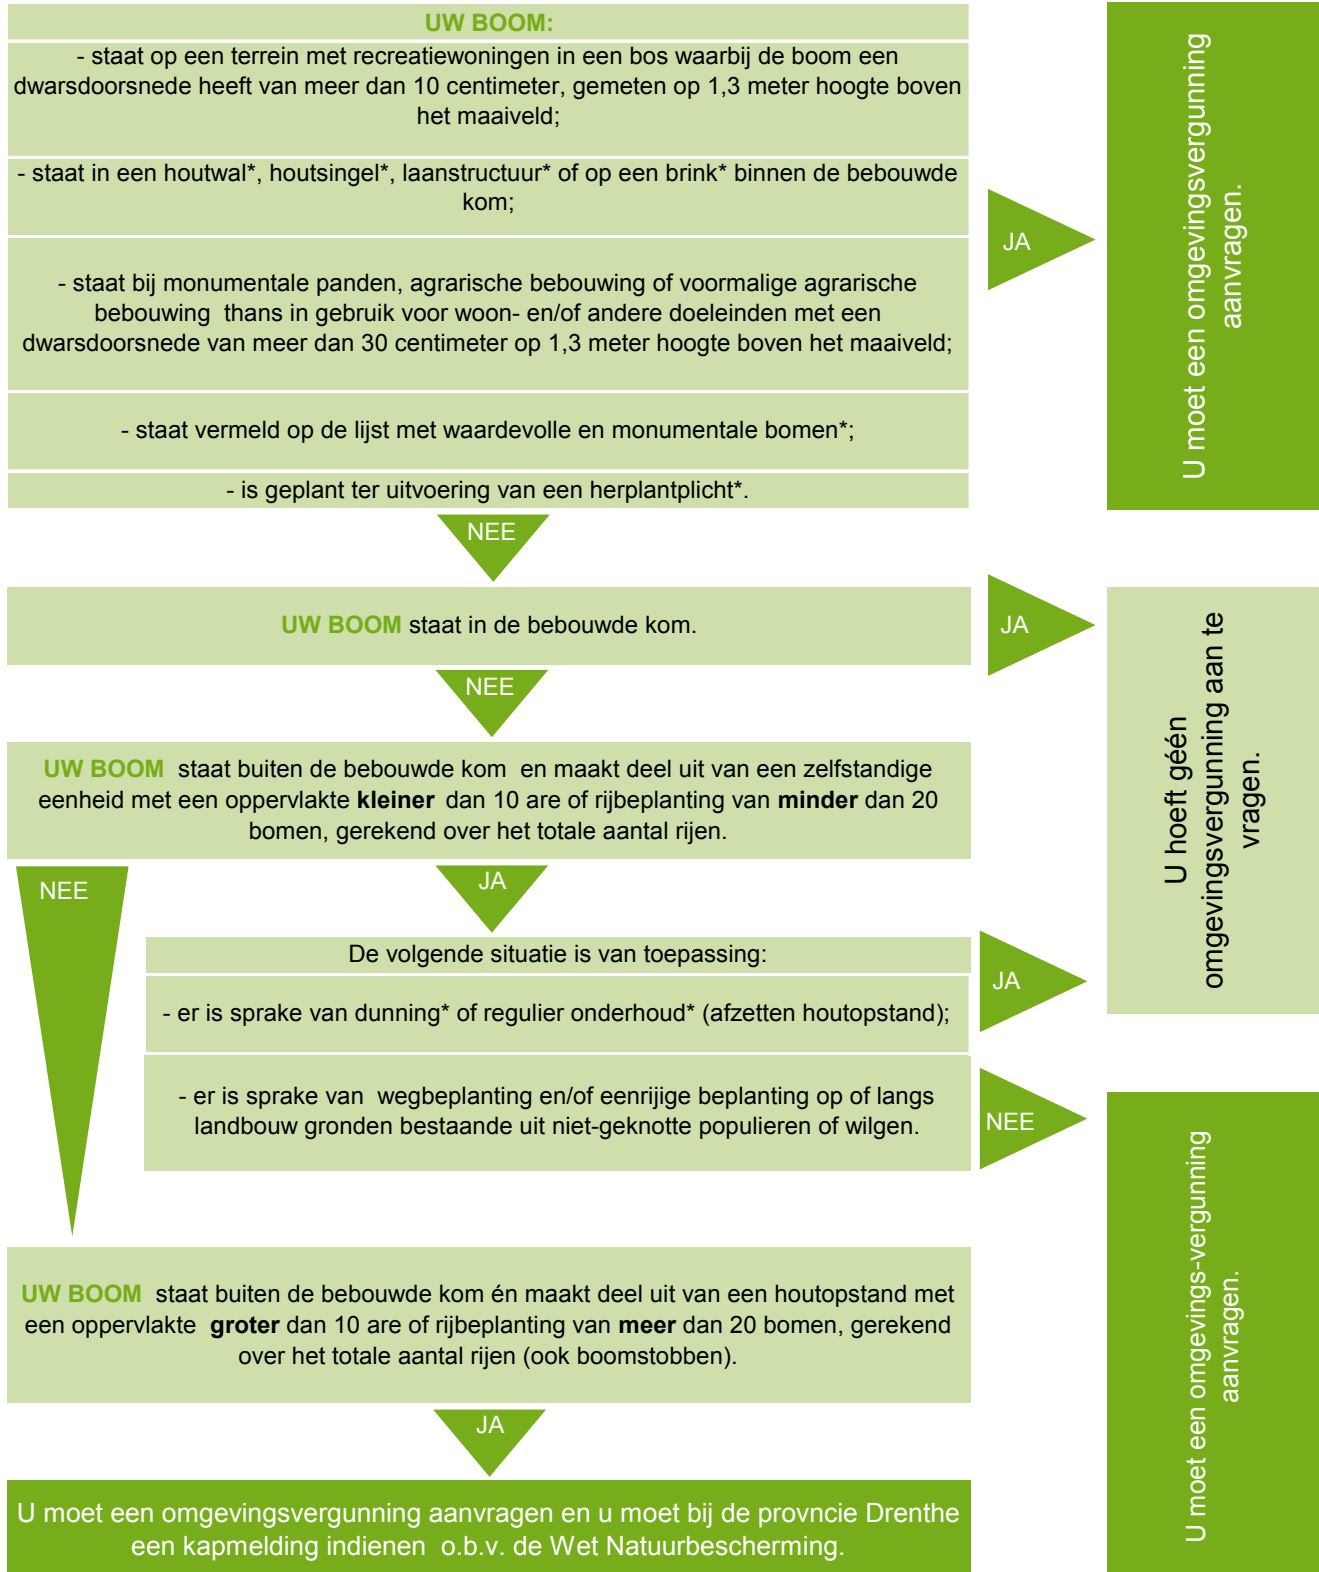 UW BOOM:
- staat op een terrein met recreatiewoningen in een bos waarbij de boom een
dwarsdoorsnede heeft van meer dan 10 centimeter, gemeten op 1,3 meter hoogte boven
het maaiveld;
- staat in een houtwal*, houtsingel*, laanstructuur* of op een brink* binnen de bebouwde
kom;
- staat bij monumentale panden, agrarische bebouwing of voormalige agrarische
bebouwing thans in gebruik voor woon- en/of andere doeleinden met een
dwarsdoorsnede van meer dan 30 centimeter op 1,3 meter hoogte boven het maaiveld;
- staat vermeld op de lijst met waardevolle en monumentale bomen*;
- is geplant ter uitvoering van een herplantplicht*.
JA
U moet een omgevingsvergunning
aanvragen.
NEE
UW BOOM staat in de bebouwde kom.
JA
U hoeft géén
omgevingsvergunning aan te
vragen.
NEE
UW BOOM staat buiten de bebouwde kom en maakt deel uit van een zelfstandige
eenheid met een oppervlakte kleiner dan 10 are of rijbeplanting van minder dan 20
bomen, gerekend over het totale aantal rijen.
NEE
JA
De volgende situatie is van toepassing:
- er is sprake van dunning* of regulier onderhoud* (afzetten houtopstand);
JA
- er is sprake van wegbeplanting en/of eenrijige beplanting op of langs
landbouw gronden bestaande uit niet-geknotte populieren of wilgen.
NEE
U moet een omgevings-vergunning
aanvragen.
UW BOOM staat buiten de bebouwde kom én maakt deel uit van een houtopstand met
een oppervlakte groter dan 10 are of rijbeplanting van meer dan 20 bomen, gerekend
over het totale aantal rijen (ook boomstobben).
JA
U moet een omgevingsvergunning aanvragen en u moet bij de provncie Drenthe
een kapmelding indienen o.b.v. de Wet Natuurbescherming.